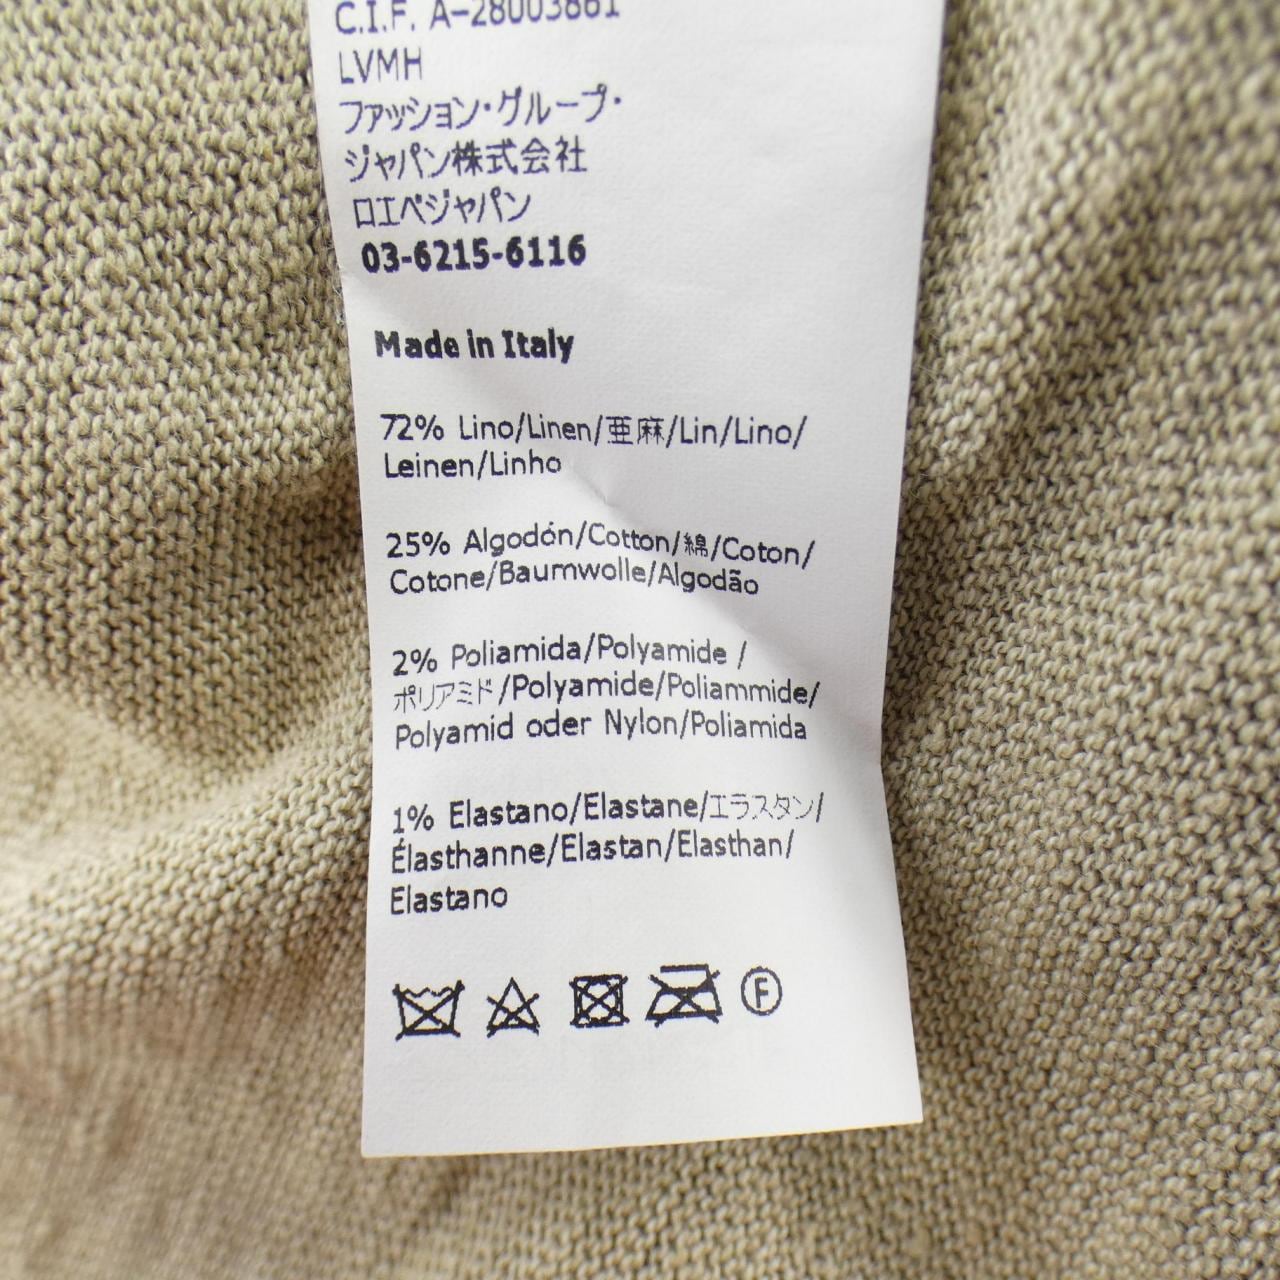 C.I.F. A-28003861
LVMH
ファッション・グループ・
ジャパン株式会社
ロエベジャパン
03-6215-6116
Made in Italy
72% Lino/Linen/亜麻/Lin/Lino/
Leinen/Linho
25% Algodón/Cotton/綿/Coton/
Cotone/Baumwolle/Algodão
2% Poliamida/Polyamide /
ポリアミド/Polyamide/Poliammide/
Polyamid oder Nylon/Poliamida
1% Elastano/Elastane/エラスタン/
Élasthanne/Elastan/Elasthan/
Elastano
F